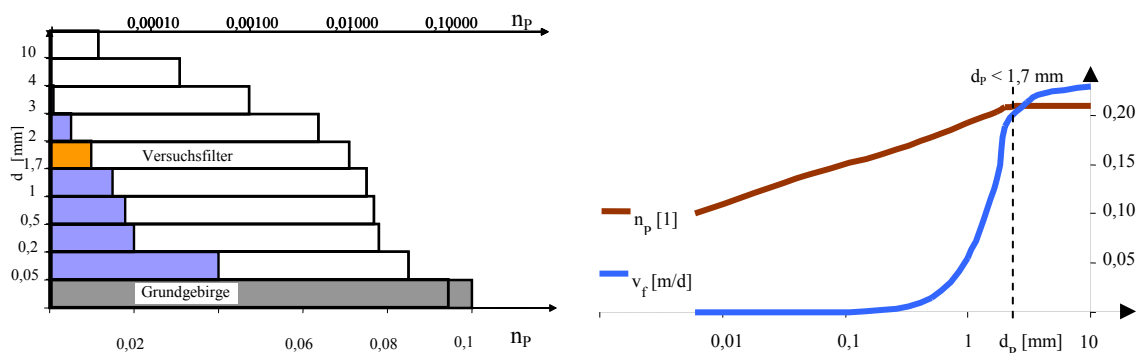 0,00010 0,00100 0,01000 0,10000 n_P
10
4
3
2
1,7
1
0,5
0,2
0,05
d [mm]
Versuchsfilter
Grundgebirge
0,02 0,06 0,08 0,1 n_P
d_P < 1,7 mm
0,20
0,15
0,10
0,05
n_p [1]
v_f [m/d]
0,01 0,1 1 d_p [mm] 10